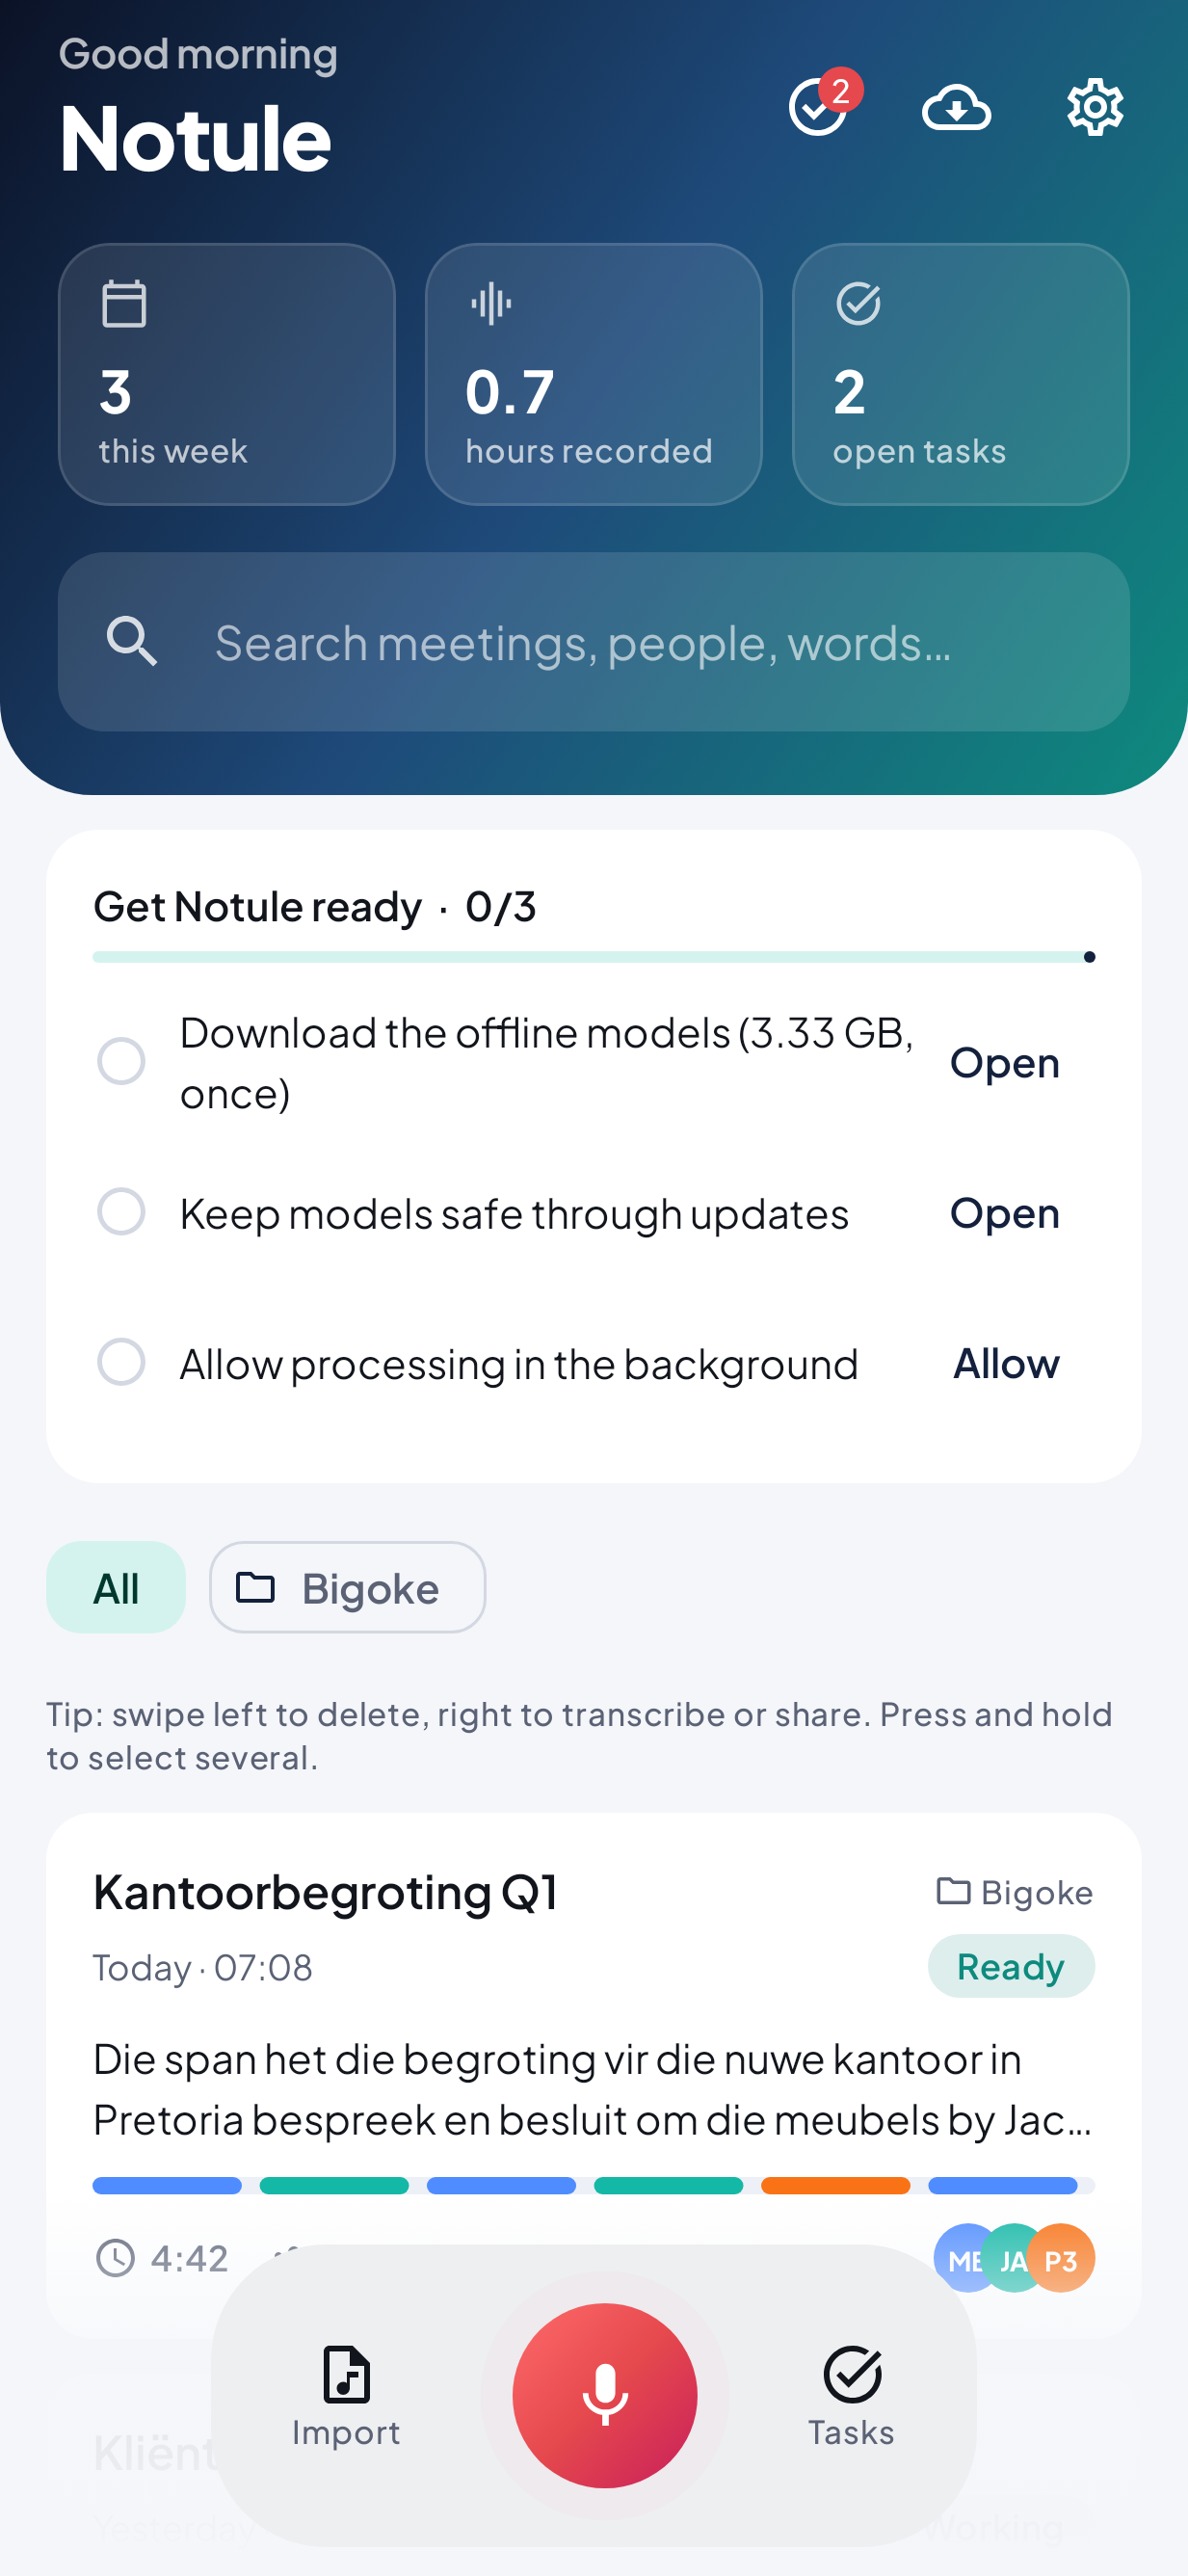 Good morning
Notule
2
3
this week
0.7
hours recorded
2
open tasks
Search meetings, people, words...
Get Notule ready · 0/3
Download the offline models (3.33 GB,
once)
Open
Keep models safe through updates
Open
Allow processing in the background
Allow
All
Bigoke
Tip: swipe left to delete, right to transcribe or share. Press and hold
to select several.
Kantoorbegroting Q1
Bigoke
Today · 07:08
Ready
Die span het die begroting vir die nuwe kantoor in
Pretoria bespreek en besluit om die meubels by Jac...
4:42
JA
P3
Import
Tasks
Yesterday
Working